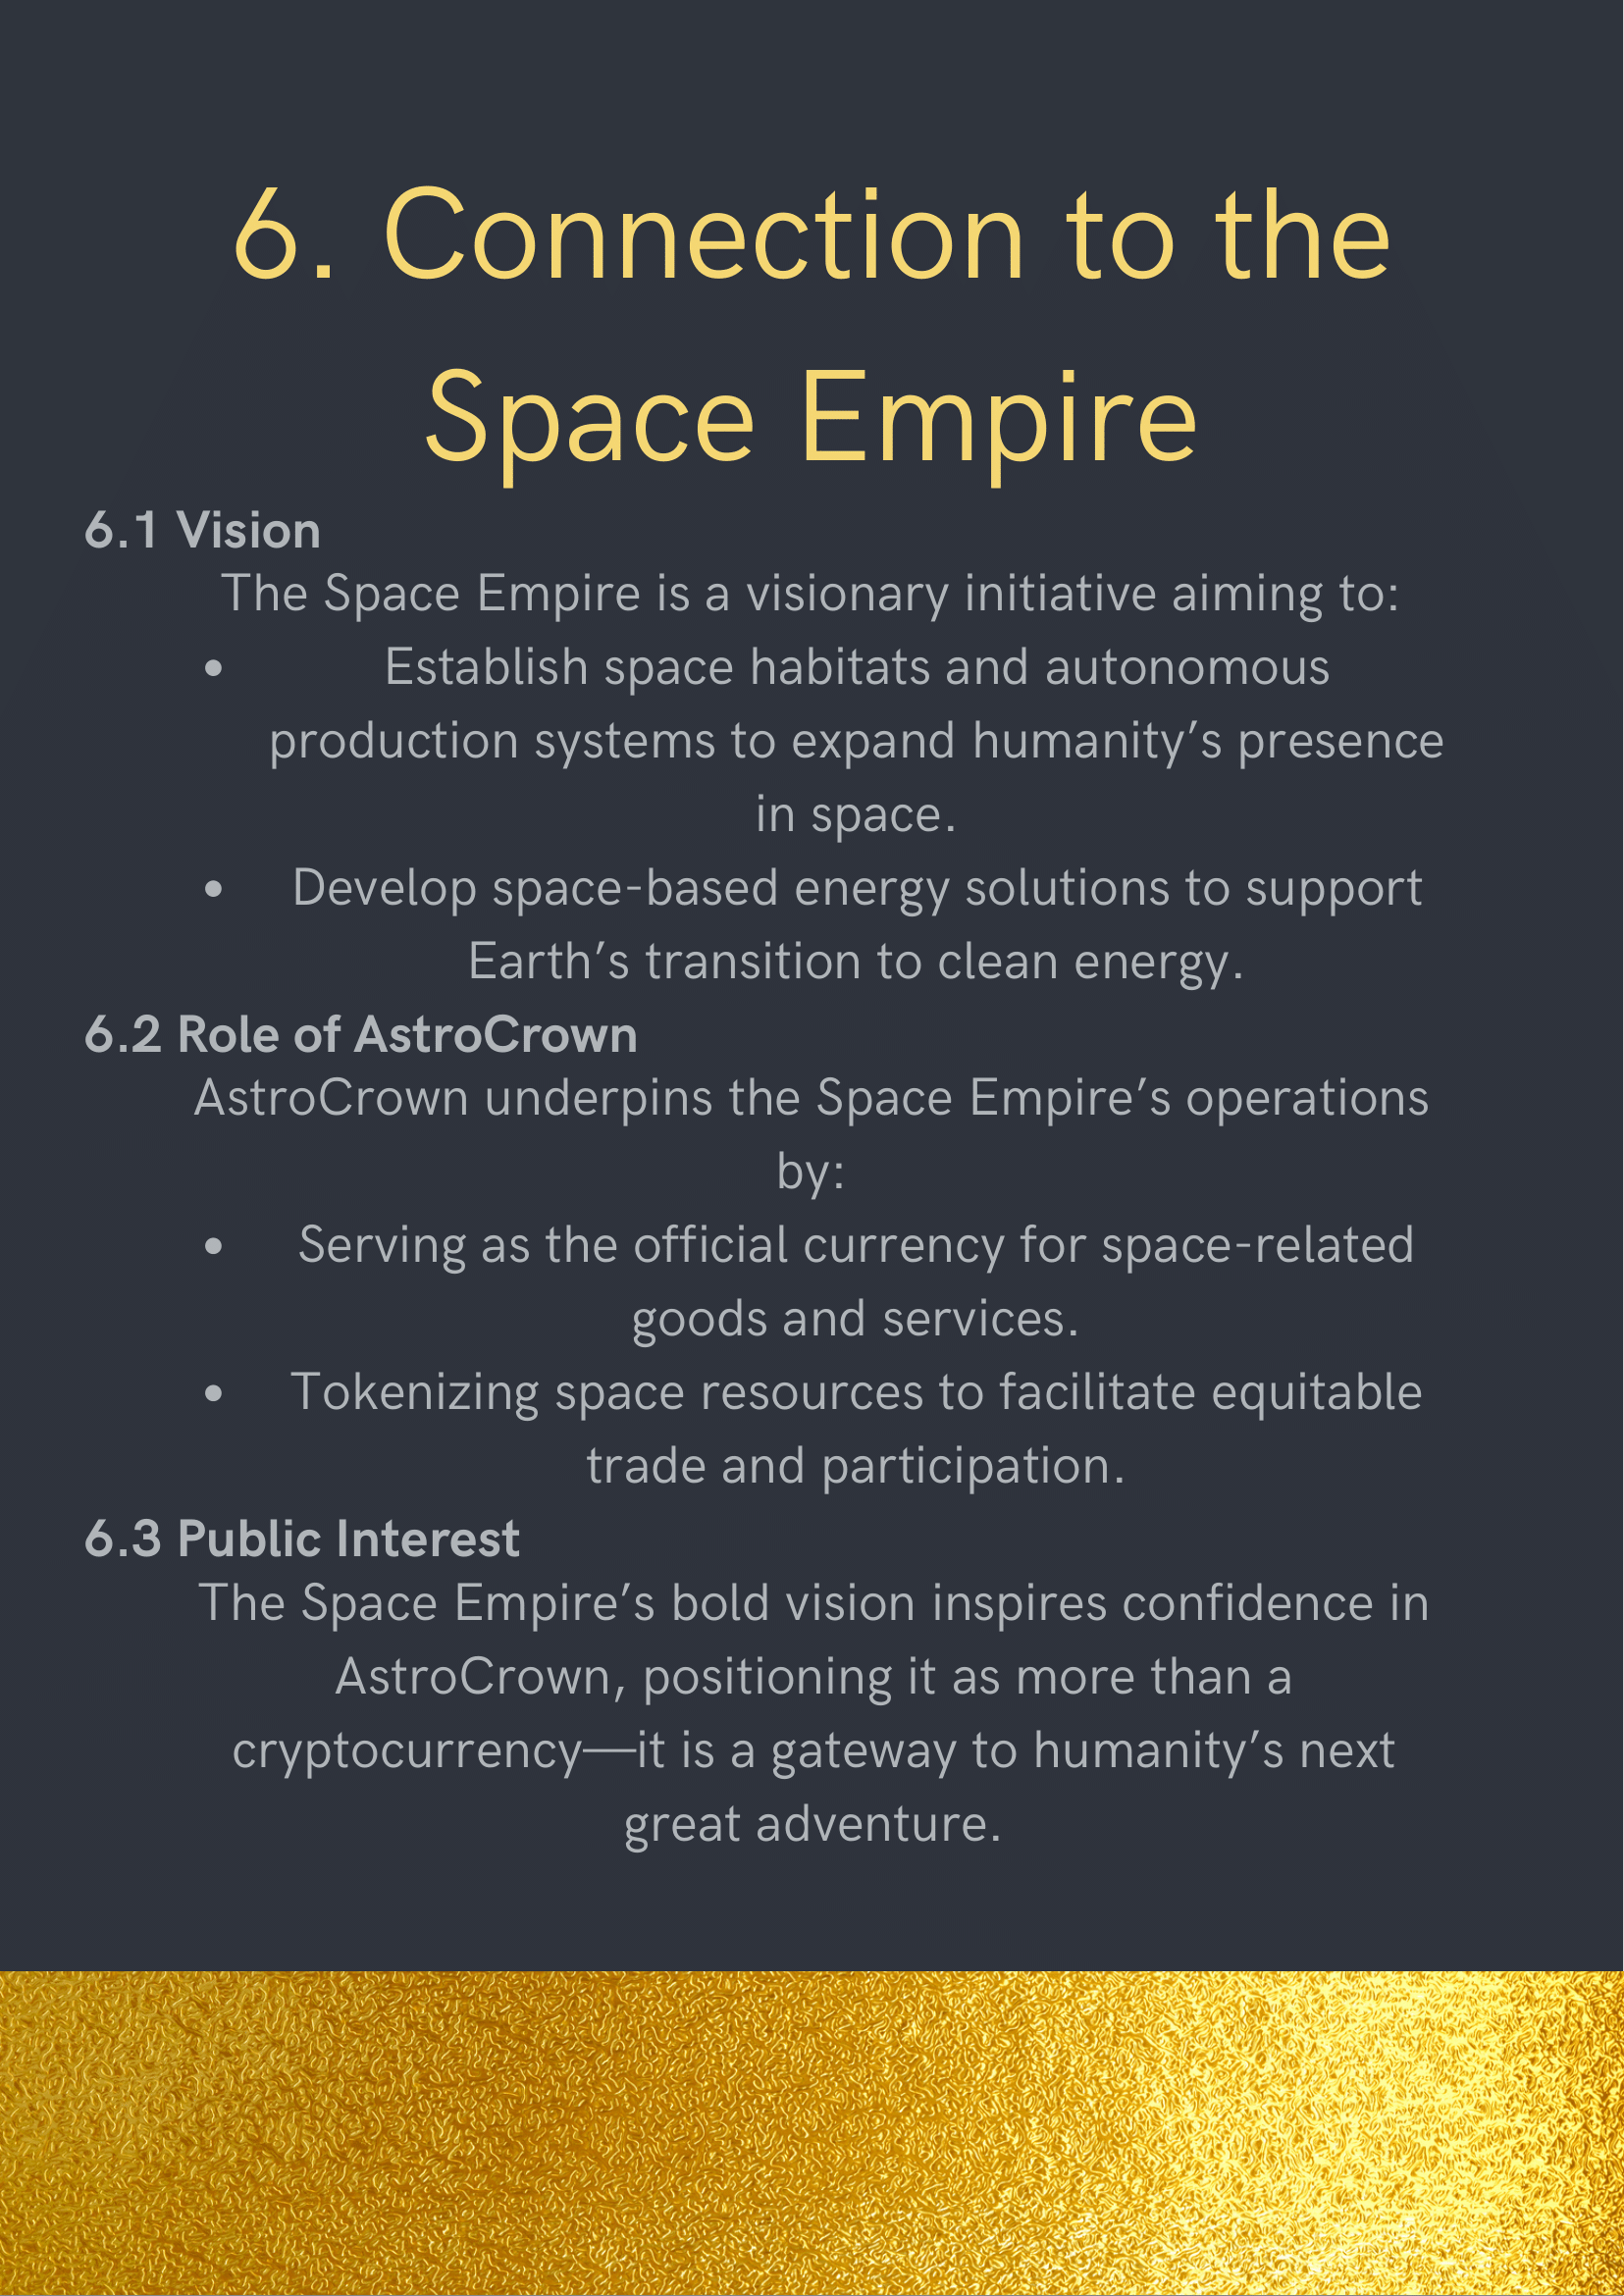 6. Connection to the
Space Empire
6.1 Vision
The Space Empire is a visionary initiative aiming to:
• Establish space habitats and autonomous
production systems to expand humanity’s presence
in space.
• Develop space-based energy solutions to support
Earth’s transition to clean energy.
6.2 Role of AstroCrown
AstroCrown underpins the Space Empire’s operations
by:
• Serving as the official currency for space-related
goods and services.
• Tokenizing space resources to facilitate equitable
trade and participation.
6.3 Public Interest
The Space Empire’s bold vision inspires confidence in
AstroCrown, positioning it as more than a
cryptocurrency—it is a gateway to humanity’s next
great adventure.